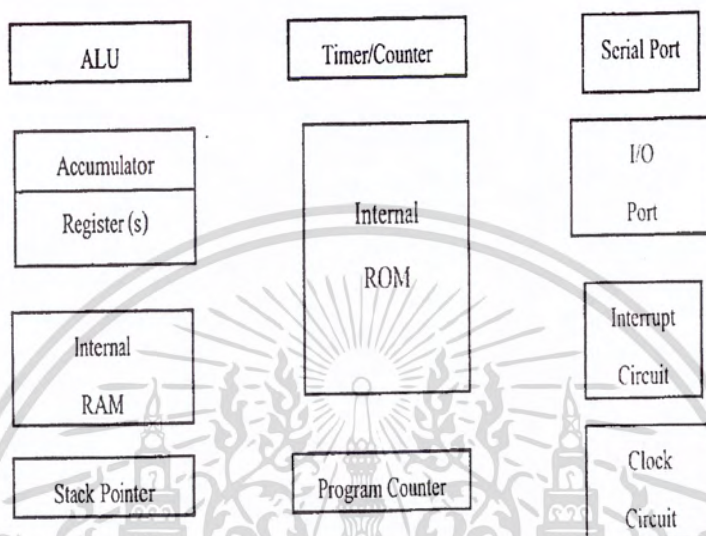 ALU
Timer/Counter
Serial Port
Accumulator
Register (s)
Internal
ROM
I/O
Port
Internal
RAM
Interrupt
Circuit
Stack Pointer
Program Counter
Clock
Circuit